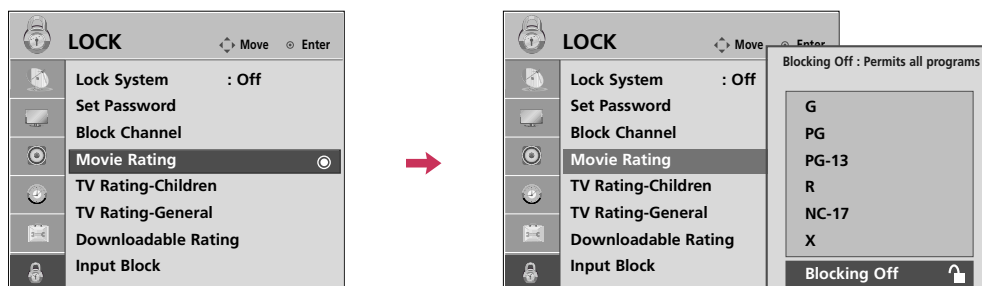 LOCK Move Enter
Lock System : Off
Set Password
Block Channel
Movie Rating
TV Rating-Children
TV Rating-General
Downloadable Rating
Input Block
LOCK Move Enter
Lock System : Off
Set Password
Block Channel
Movie Rating
TV Rating-Children
TV Rating-General
Downloadable Rating
Input Block
Blocking Off : Permits all programs
G
PG
PG-13
R
NC-17
X
Blocking Off